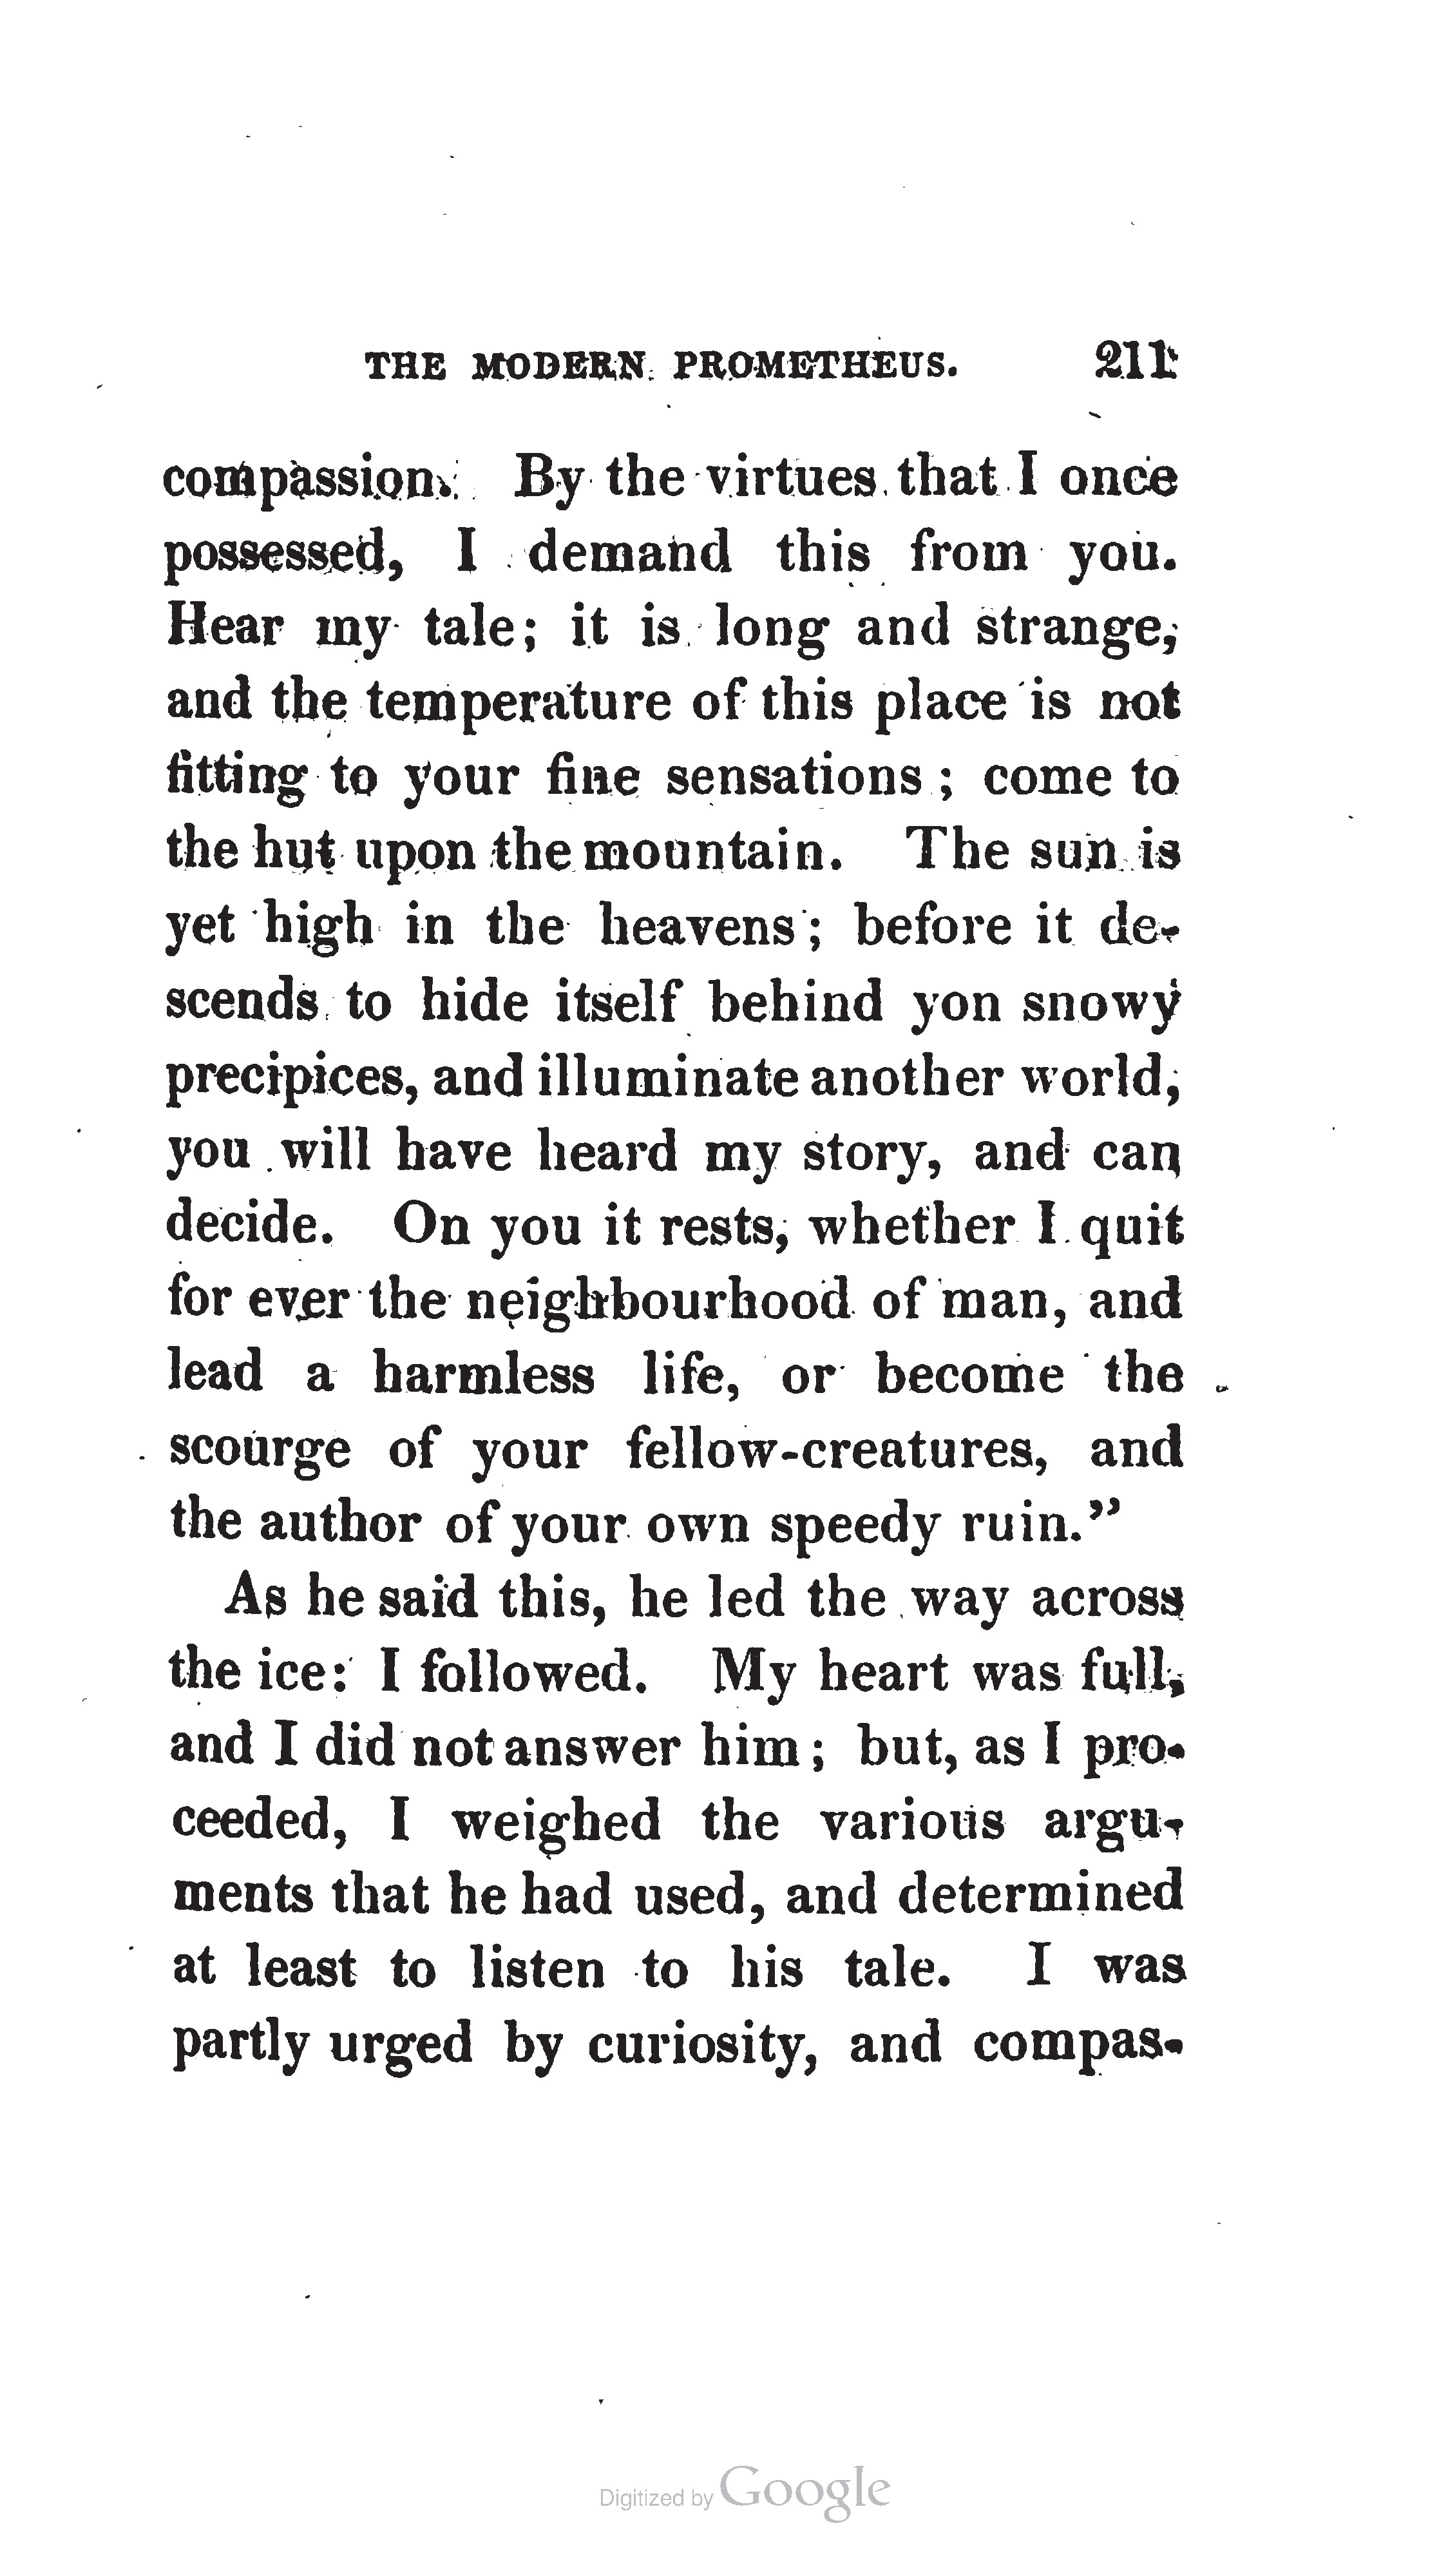 THE MODERN PROMETHEUS. 211
compassion. By the virtues that I once
possessed, I demand this from you.
Hear my tale; it is long and strange,
and the temperature of this place is not
fitting to your fine sensations; come to
the hut upon the mountain. The sun is
yet high in the heavens; before it de-
scends to hide itself behind yon snowy
precipices, and illuminate another world,
you will have heard my story, and can
decide. On you it rests, whether I quit
for ever the neighbourhood of man, and
lead a harmless life, or become the
scourge of your fellow-creatures, and
the author of your own speedy ruin.”
As he said this, he led the way across
the ice: I followed. My heart was full,
and I did not answer him; but, as I pro-
ceeded, I weighed the various argu-
ments that he had used, and determined
at least to listen to his tale. I was
partly urged by curiosity, and compas-
Digitized by Google